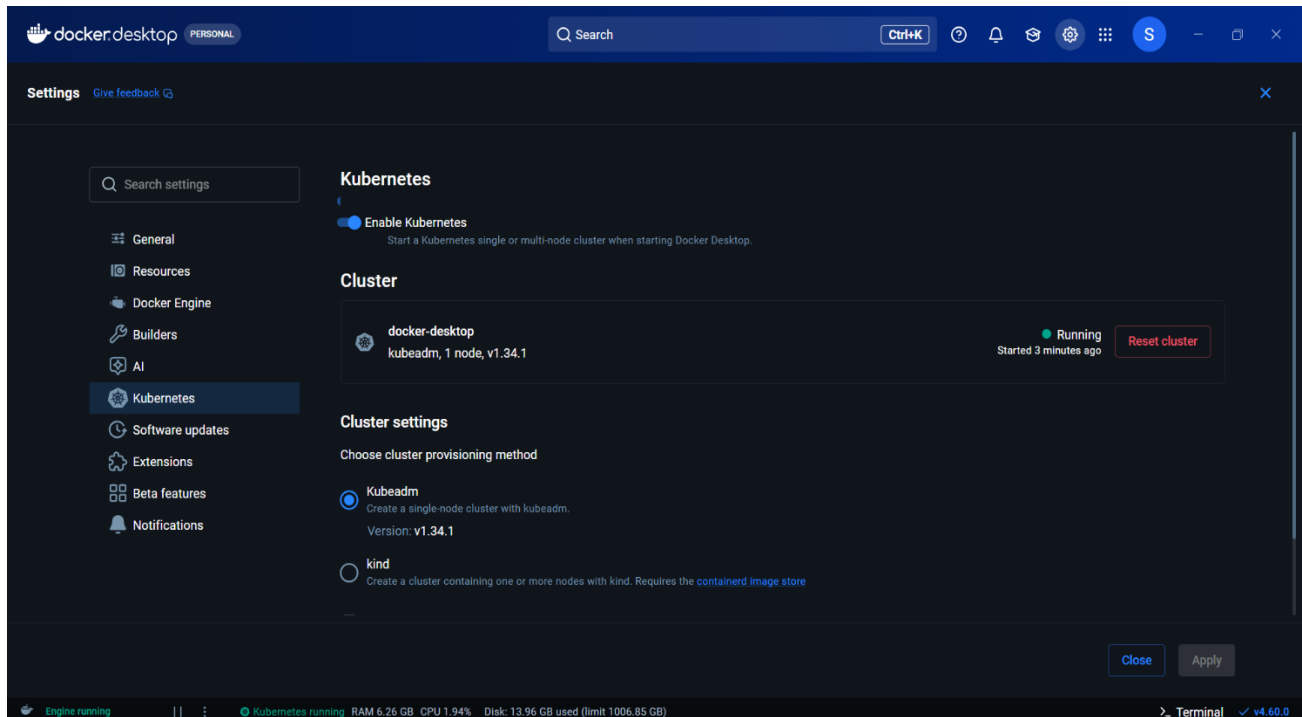 docker.desktop PERSONAL Search Ctrl+K S
Settings Give feedback
Search settings
General
Resources
Docker Engine
Builders
AI
Kubernetes
Software updates
Extensions
Beta features
Notifications
Kubernetes
Enable Kubernetes
Start a Kubernetes single or multi-node cluster when starting Docker Desktop.
Cluster
docker-desktop
kubeadm, 1 node, v1.34.1
Running
Started 3 minutes ago
Reset cluster
Cluster settings
Choose cluster provisioning method
Kubeadm
Create a single-node cluster with kubeadm.
Version: v1.34.1
kind
Create a cluster containing one or more nodes with kind. Requires the containerd image store
Close Apply
Engine running Kubernetes running RAM 6.26 GB CPU 1.94% Disk: 13.96 GB used (limit 1006.85 GB) Terminal v4.60.0